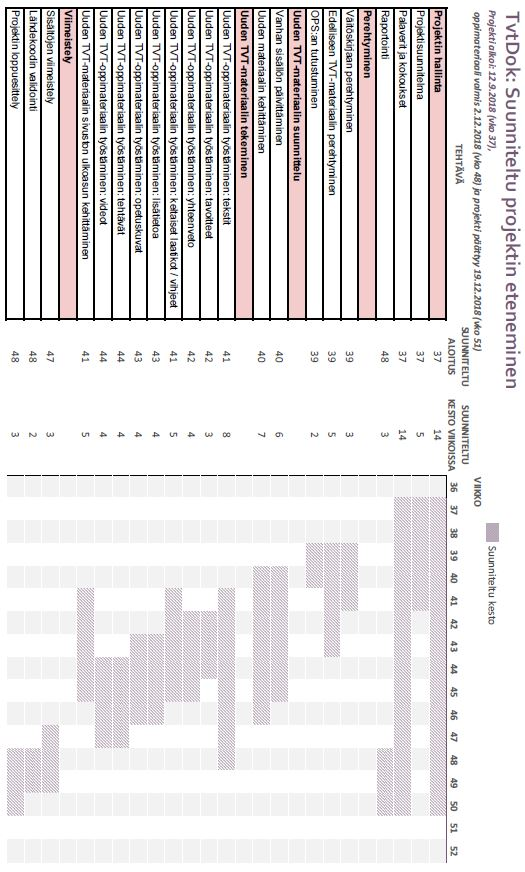 TvtDok: Suunniteltu projektin eteneminen
Projekti alkoi: 12.9.2018 (vko 37),
oppimateriaali valmis 2.12.2018 (vko 48) ja projekti päättyy 19.12.2018 (vko 51)
Suunniteltu kesto
TEHTÄVÄ
SUUNNITELTU ALOITUS
SUUNNITELTU KESTO VIIKOISSA
VIIKKO
36 37 38 39 40 41 42 43 44 45 46 47 48 49 50 51 52
Projektin hallinta 37 14
Projektisuunnitelma 37 5
Palaverit ja kokoukset 37 14
Raportointi 48 3
Perehtyminen
Väitöskirjaan perehtyminen 39 3
Edelliseen TVT-materiaalin perehtyminen 39 5
OPS:an tutustuminen 39 2
Uuden TVT-materiaalin suunnittelu
Vanhan sisällön päivittäminen 40 6
Uuden materiaalin kehittäminen 40 7
Uuden TVT-materiaalin tekeminen
Uuden TVT-oppimateriaalin työstäminen: tekstit 41 8
Uuden TVT-oppimateriaalin työstäminen: tavoitteet 42 3
Uuden TVT-oppimateriaalin työstäminen: yhteenveto 42 4
Uuden TVT-oppimateriaalin työstäminen: keltaiset laatikot / vihjeet 41 5
Uuden TVT-oppimateriaalin työstäminen: lisätietoa 43 4
Uuden TVT-oppimateriaalin työstäminen: opetuskuvat 43 4
Uuden TVT-oppimateriaalin työstäminen: tehtävät 44 4
Uuden TVT-oppimateriaalin työstäminen: videot 44 4
Uuden TVT-materiaalin sivuston ulkoasun kehittäminen 41 5
Viimeistely
Sisältöjen viimeistely 47 3
Lähdekoodin validointi 48 2
Projektin loppuesittely 48 3